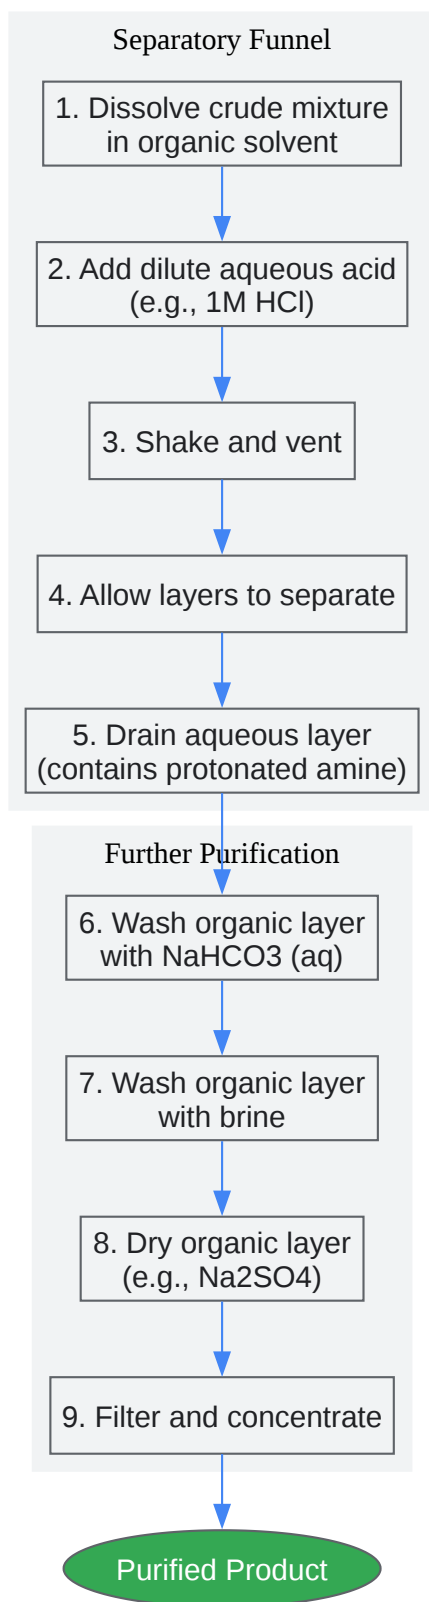 Separatory Funnel
1. Dissolve crude mixture
in organic solvent
2. Add dilute aqueous acid
(e.g., 1M HCl)
3. Shake and vent
4. Allow layers to separate
5. Drain aqueous layer
(contains protonated amine)
Further Purification
6. Wash organic layer
with NaHCO3 (aq)
7. Wash organic layer
with brine
8. Dry organic layer
(e.g., Na2SO4)
9. Filter and concentrate
Purified Product